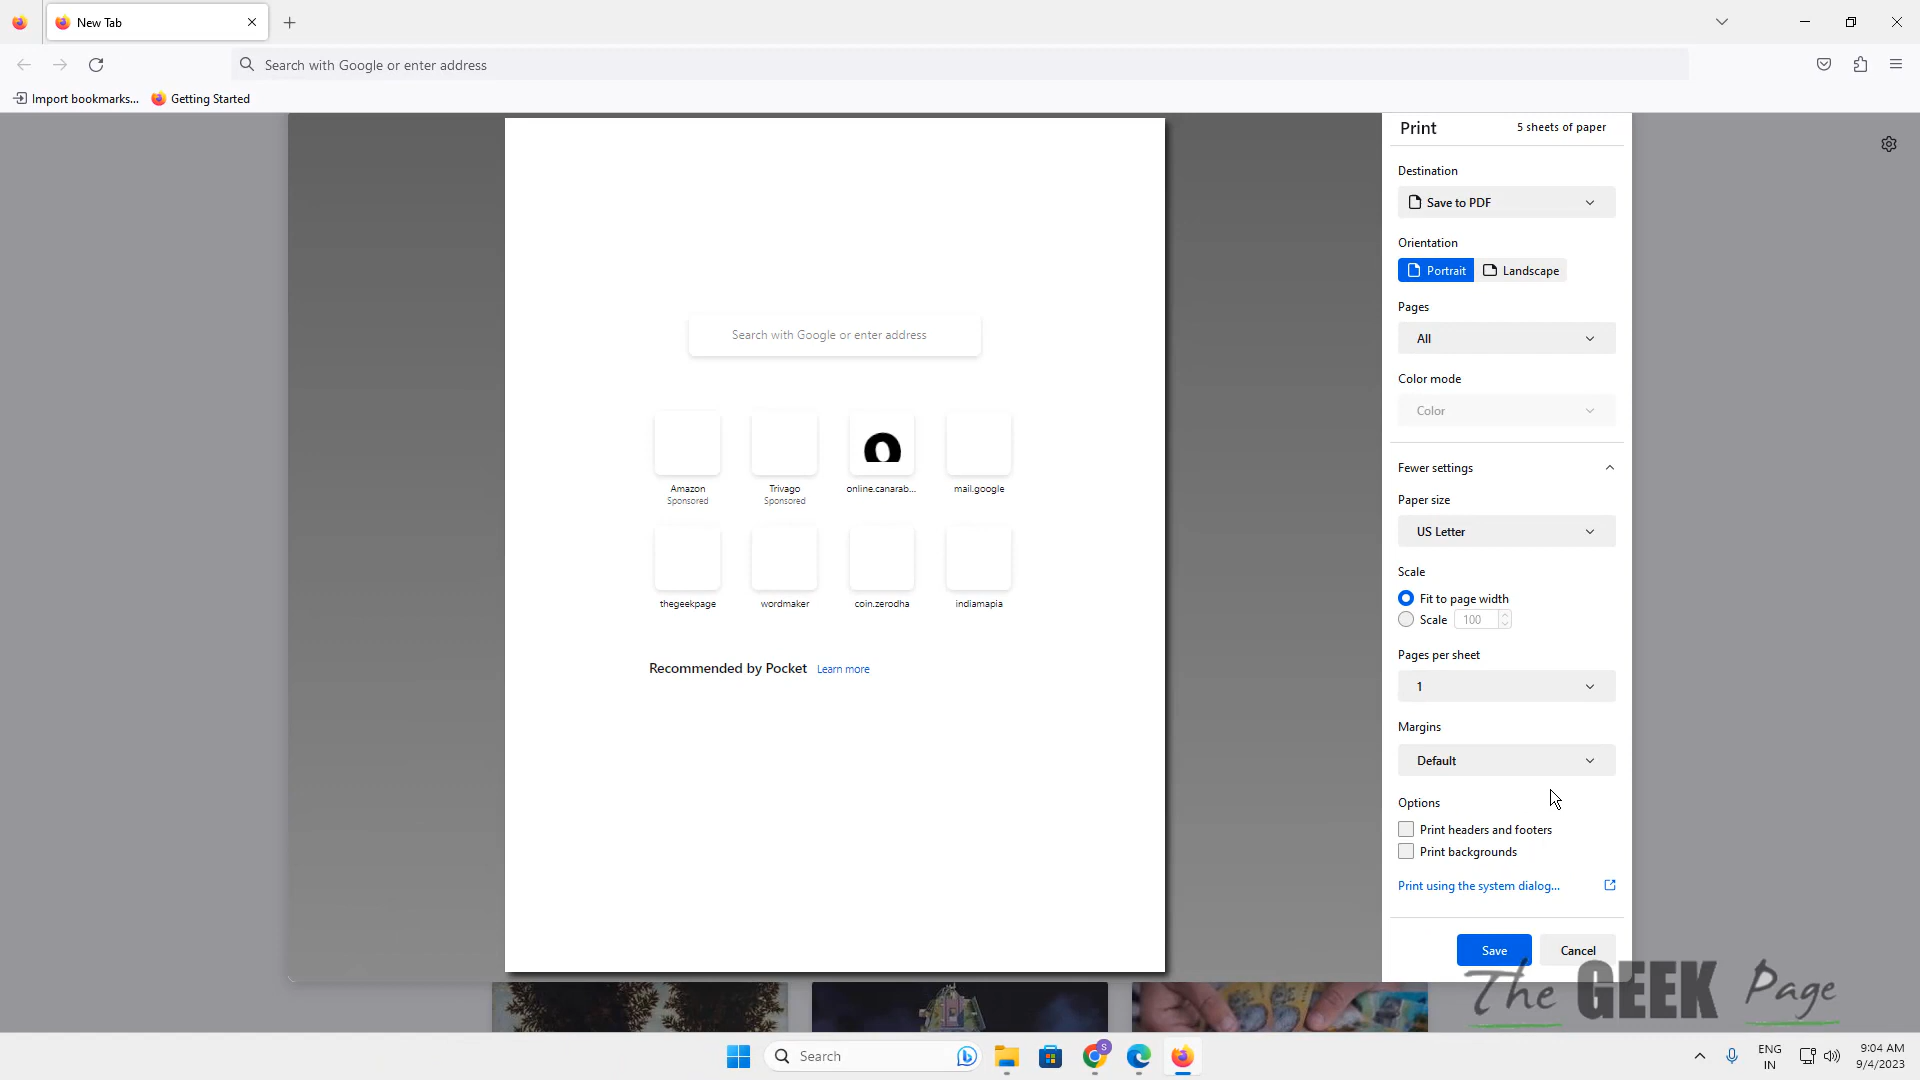 New Tab
Search with Google or enter address
Import bookmarks...
Getting Started
Print
5 sheets of paper
Destination
Save to PDF
Orientation
Portrait
Landscape
Pages
All
Color mode
Color
Fewer settings
Paper size
US Letter
Scale
Fit to page width
Scale
100
Pages per sheet
1
Margins
Default
Options
Print headers and footers
Print backgrounds
Print using the system dialog...
Save
Cancel
Search with Google or enter address
Amazon
Sponsored
Trivago
Sponsored
online.canarab...
mail.google
thegeekpage
wordmaker
coin.zerodha
indiamapia
Recommended by Pocket
Learn more
The GEEK Page
Search
S
ENG
IN
9:04 AM
9/4/2023